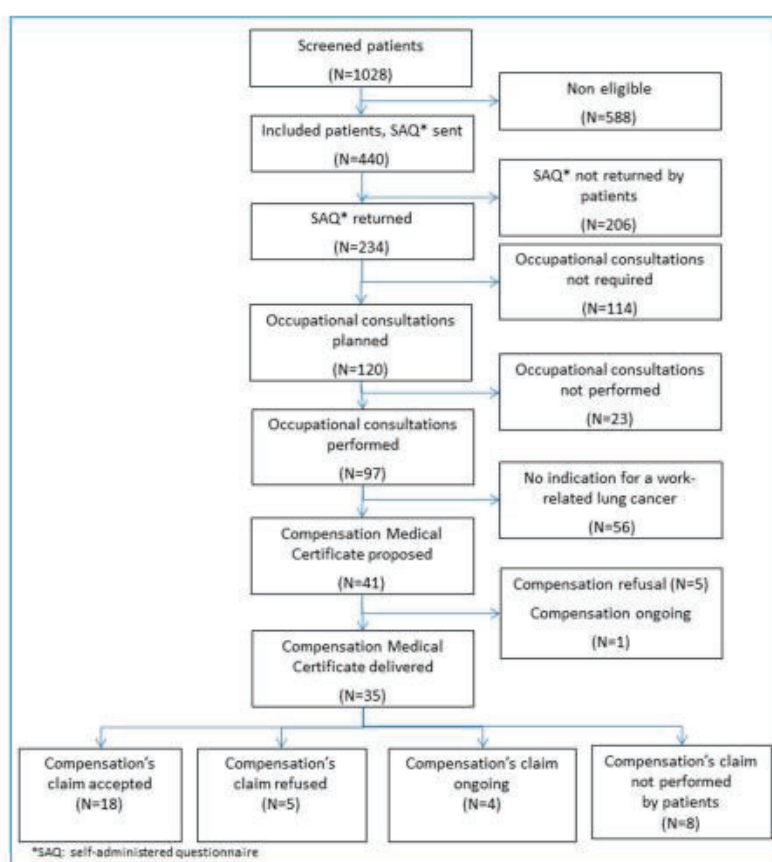 Screened patients
(N=1028)
Non eligible
(N=588)
Included patients, SAQ* sent
(N=440)
SAQ* not returned by
patients
(N=206)
SAQ* returned
(N=234)
Occupational consultations
not required
(N=114)
Occupational consultations
planned
(N=120)
Occupational consultations
not performed
(N=23)
Occupational consultations
performed
(N=97)
No indication for a work-
related lung cancer
(N=56)
Compensation Medical
Certificate proposed
(N=41)
Compensation refusal (N=5)
Compensation ongoing
(N=1)
Compensation Medical
Certificate delivered
(N=35)
Compensation's
claim accepted
(N=18)
Compensation's
claim refused
(N=5)
Compensation's claim
ongoing
(N=4)
Compensation's claim
not performed
by patients
(N=8)
*SAQ: self-administered questionnaire